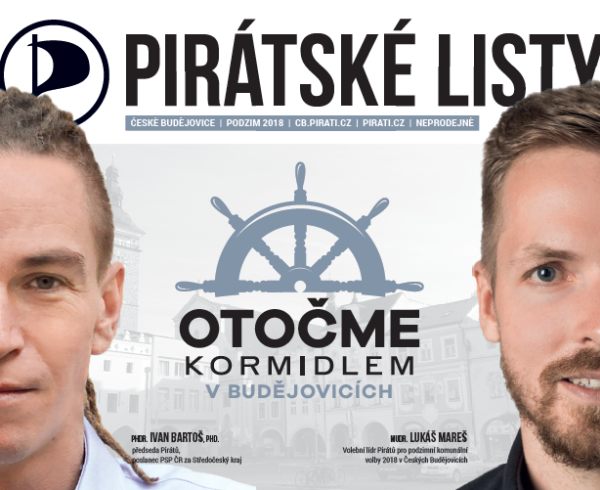 PIRÁTSKÉ LISTY
ČESKÉ BUDĚJOVICE | PODZIM 2018 | CB.PIRATI.CZ | PIRATI.CZ | NEPRODEJNÉ
OTOČME
KORMIDLEM
V BUDĚJOVICÍCH
PHDR. IVAN BARTOŠ, PHD.
předseda Pirátů,
poslanec PSP ČR za Středočeský kraj
MUDR. LUKÁŠ MAREŠ
Volební lídr Pirátů pro podzimní komunální
volby 2018 v Českých Budějovicích